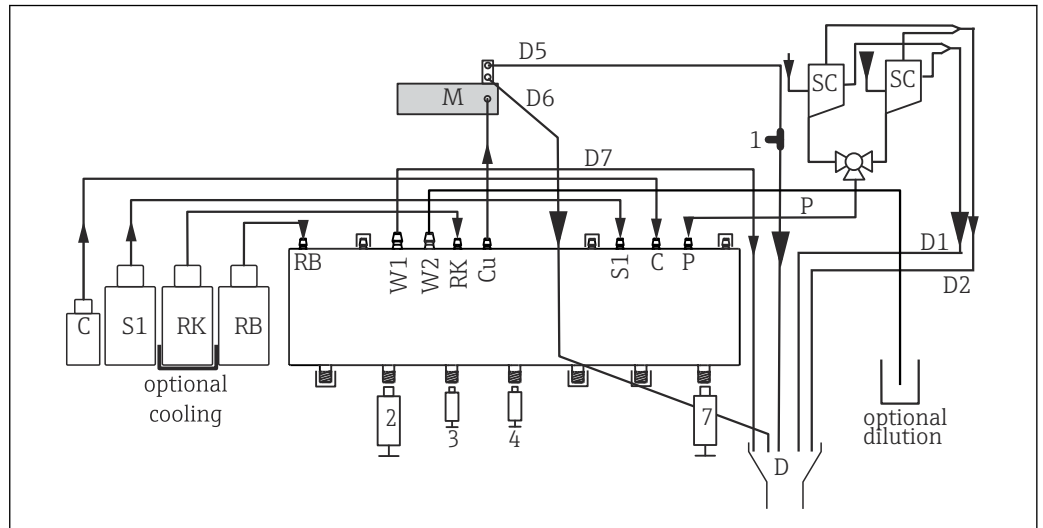 D5
SC
SC
M
D6
1
D7
P
RB
W1
W2
RK
Cu
S1
C
P
D1
D2
C
S1
RK
RB
optional
cooling
2
3
4
7
optional
dilution
D